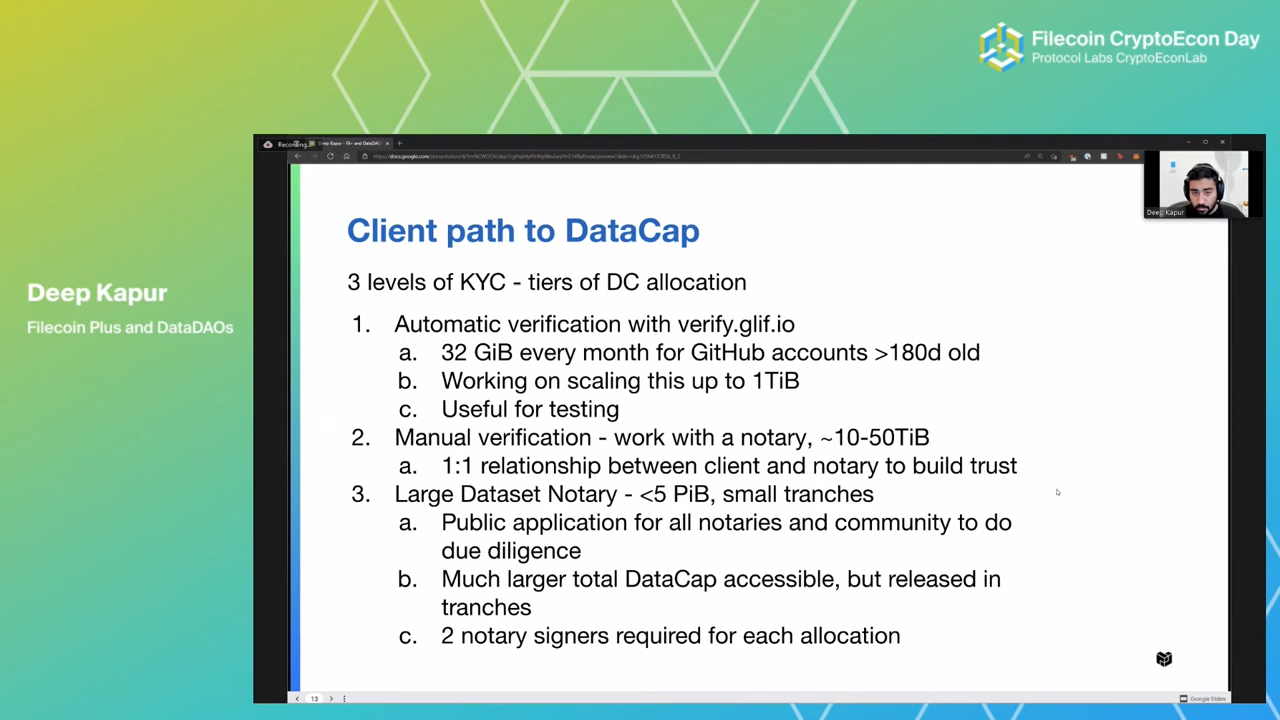 Filecoin CryptoEcon Day
Protocol Labs CryptoEconLab
Deep Kapur
Filecoin Plus and DataDAOs
Recording...
Deep Kapur
Client path to DataCap
3 levels of KYC - tiers of DC allocation
1. Automatic verification with verify.glif.io
a. 32 GiB every month for GitHub accounts >180d old
b. Working on scaling this up to 1TiB
c. Useful for testing
2. Manual verification - work with a notary, ~10-50TiB
a. 1:1 relationship between client and notary to build trust
3. Large Dataset Notary - <5 PiB, small tranches
a. Public application for all notaries and community to do
due diligence
b. Much larger total DataCap accessible, but released in
tranches
c. 2 notary signers required for each allocation
13
Google Slides